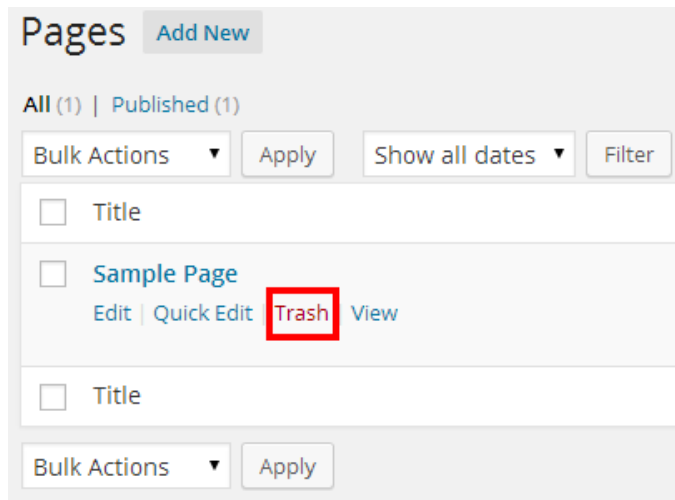 Pages Add New
All (1) | Published (1)
Bulk Actions Apply Show all dates Filter
Title
Sample Page
Edit | Quick Edit | Trash | View
Title
Bulk Actions Apply